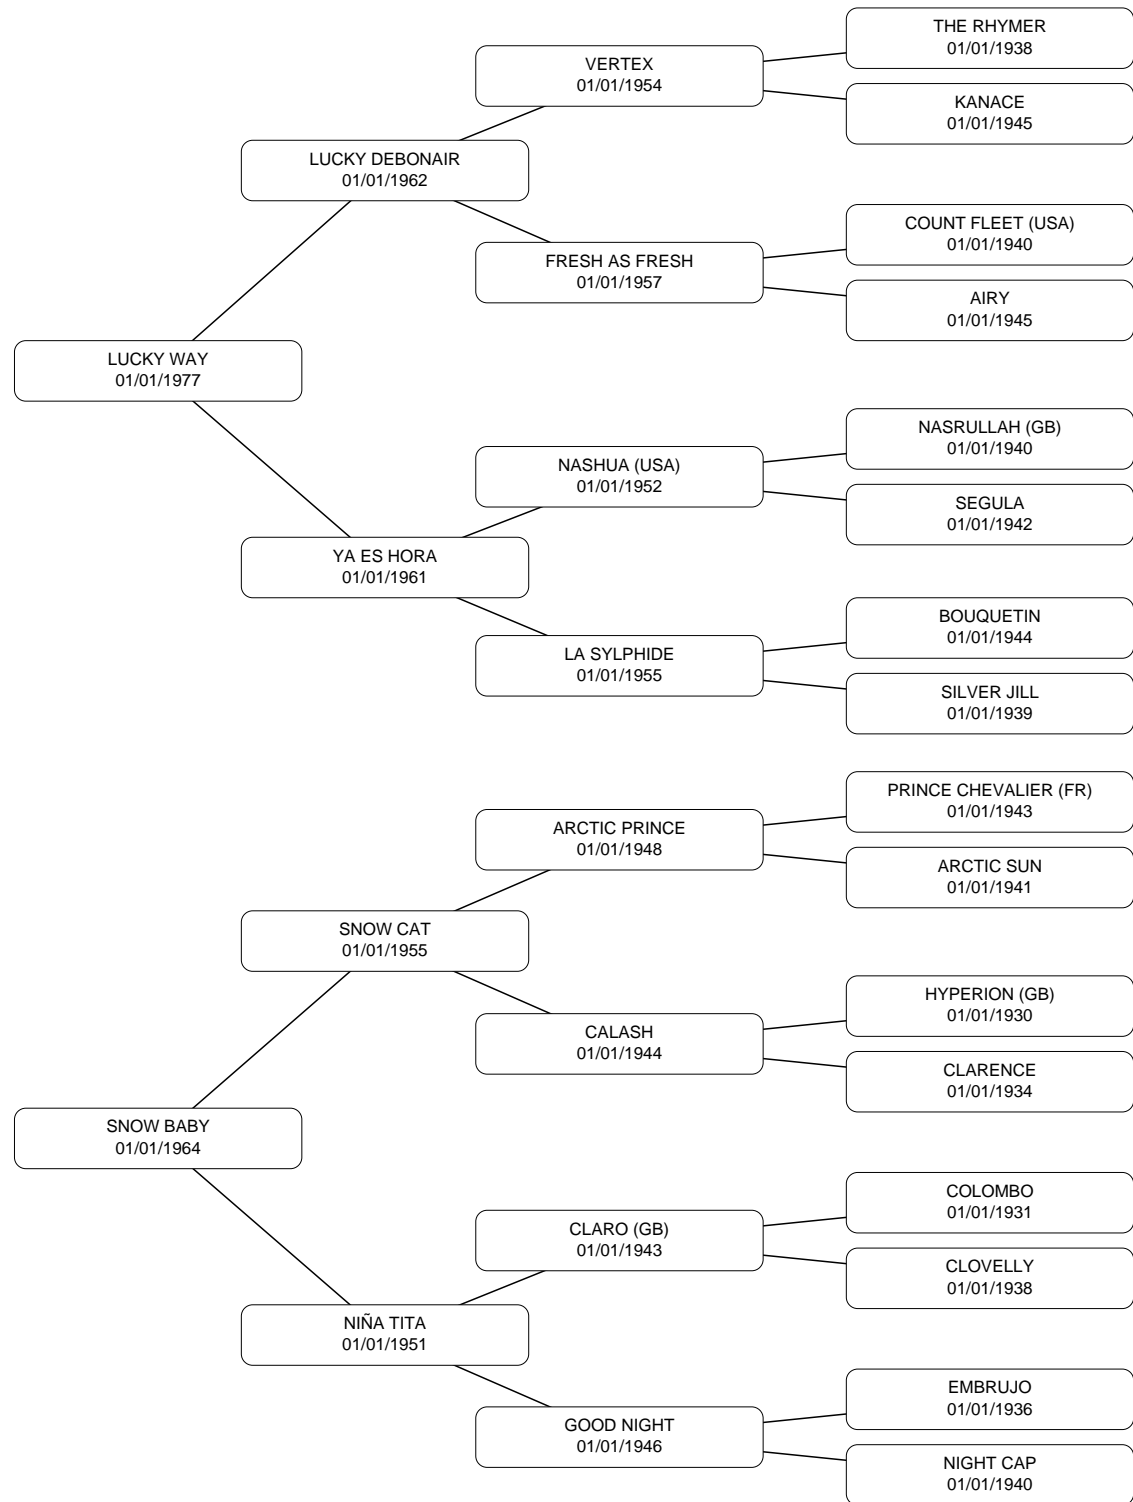 THE RHYMER
01/01/1938
VERTEX
01/01/1954
KANACE
01/01/1945
LUCKY DEBONAIR
01/01/1962
COUNT FLEET (USA)
01/01/1940
FRESH AS FRESH
01/01/1957
AIRY
01/01/1945
LUCKY WAY
01/01/1977
NASRULLAH (GB)
01/01/1940
NASHUA (USA)
01/01/1952
SEGULA
01/01/1942
YA ES HORA
01/01/1961
BOUQUETIN
01/01/1944
LA SYLPHIDE
01/01/1955
SILVER JILL
01/01/1939
PRINCE CHEVALIER (FR)
01/01/1943
ARCTIC PRINCE
01/01/1948
ARCTIC SUN
01/01/1941
SNOW CAT
01/01/1955
HYPERION (GB)
01/01/1930
CALASH
01/01/1944
CLARENCE
01/01/1934
SNOW BABY
01/01/1964
COLOMBO
01/01/1931
CLARO (GB)
01/01/1943
CLOVELLY
01/01/1938
NIÑA TITA
01/01/1951
EMBRUJO
01/01/1936
GOOD NIGHT
01/01/1946
NIGHT CAP
01/01/1940